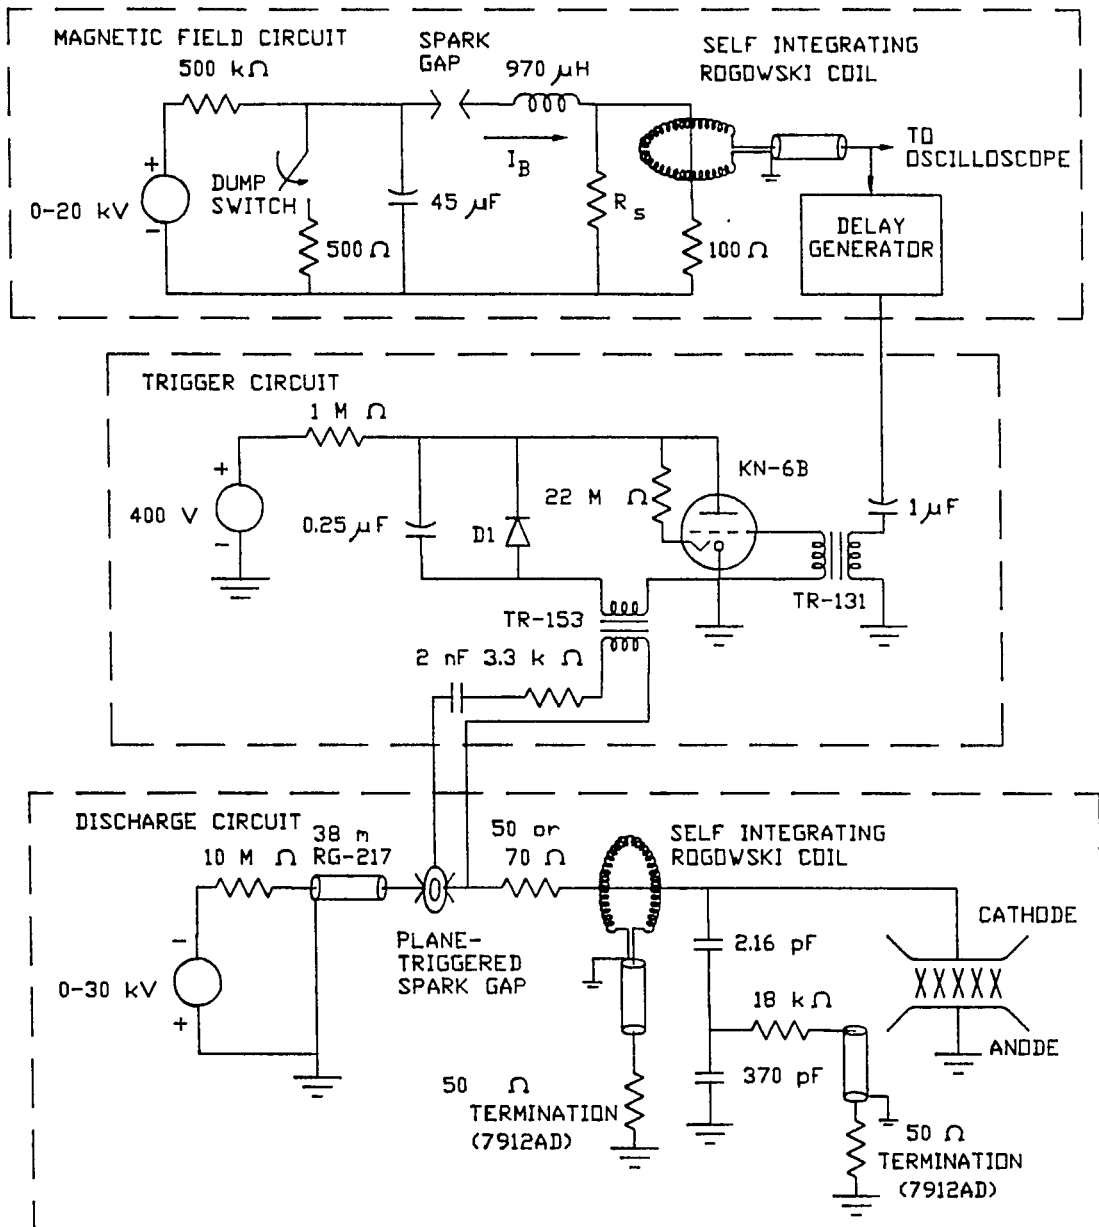 MAGNETIC FIELD CIRCUIT
500 kΩ
SPARK
GAP
970 μH
SELF INTEGRATING
ROGOWSKI COIL
I_B
+
-
0-20 kV
DUMP
SWITCH
500 Ω
45 μF
R_s
100 Ω
TO
OSCILLOSCOPE
DELAY
GENERATOR
TRIGGER CIRCUIT
1 M Ω
+
-
400 V
0.25 μF
D1
22 M Ω
KN-6B
1 μF
TR-131
TR-153
2 nF 3.3 k Ω
DISCHARGE CIRCUIT
10 M Ω
38 m
RG-217
50 or
70 Ω
SELF INTEGRATING
ROGOWSKI COIL
-
+
0-30 kV
PLANE-
TRIGGERED
SPARK GAP
2.16 pF
18 kΩ
370 pF
CATHODE
ANODE
50 Ω
TERMINATION
(7912AD)
50 Ω
TERMINATION
(7912AD)